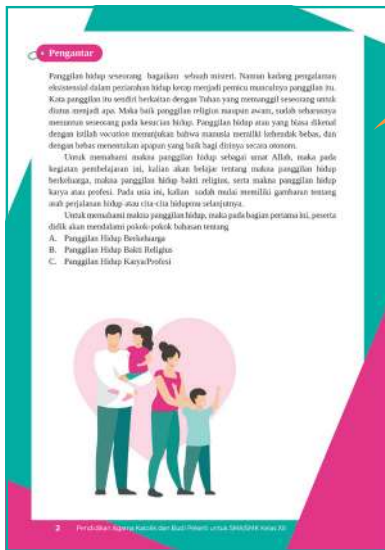 Pengantar
Panggilan hidup seseorang bagaikan sebuah misteri. Namun kadang pengalaman
eksistensial dalam peziarahan hidup kerap menjadi pemicu munculnya panggilan itu.
Kata panggilan itu sendiri berkaitan dengan Tuhan yang memanggil seseorang untuk
diutus menjadi apa. Maka baik panggilan religius maupun awam, sudah seharusnya
menuntun seseorang pada kesucian hidup. Panggilan hidup atau yang biasa dikenal
dengan istilah vocation menunjukan bahwa manusia memilki kehendak bebas, dan
dengan bebas menentukan apapun yang baik bagi dirinya secara otonom.
Untuk memahami makna panggilan hidup sebagai umat Allah, maka pada
kegiatan pembelajaran ini, kalian akan belajar tentang makna panggilan hidup
berkeluarga, makna panggilan hidup bakti religius, serta makna panggilan hidup
karya atau profesi. Pada usia ini, kalian sudah mulai memiliki gambaran tentang
arah perjalanan hidup atau cita-cita hidupmu selanjutnya.
Untuk memahami makna panggilan hidup, maka pada bagian pertama ini, peserta
didik akan mendalami pokok-pokok bahasan tentang
A. Panggilan Hidup Berkeluarga
B. Panggilan Hidup Bakti Religius
C. Panggilan Hidup Karya/Profesi
2 Pendidikan Agama Katolik dan Budi Pekerti untuk SMA/SMK Kelas XII